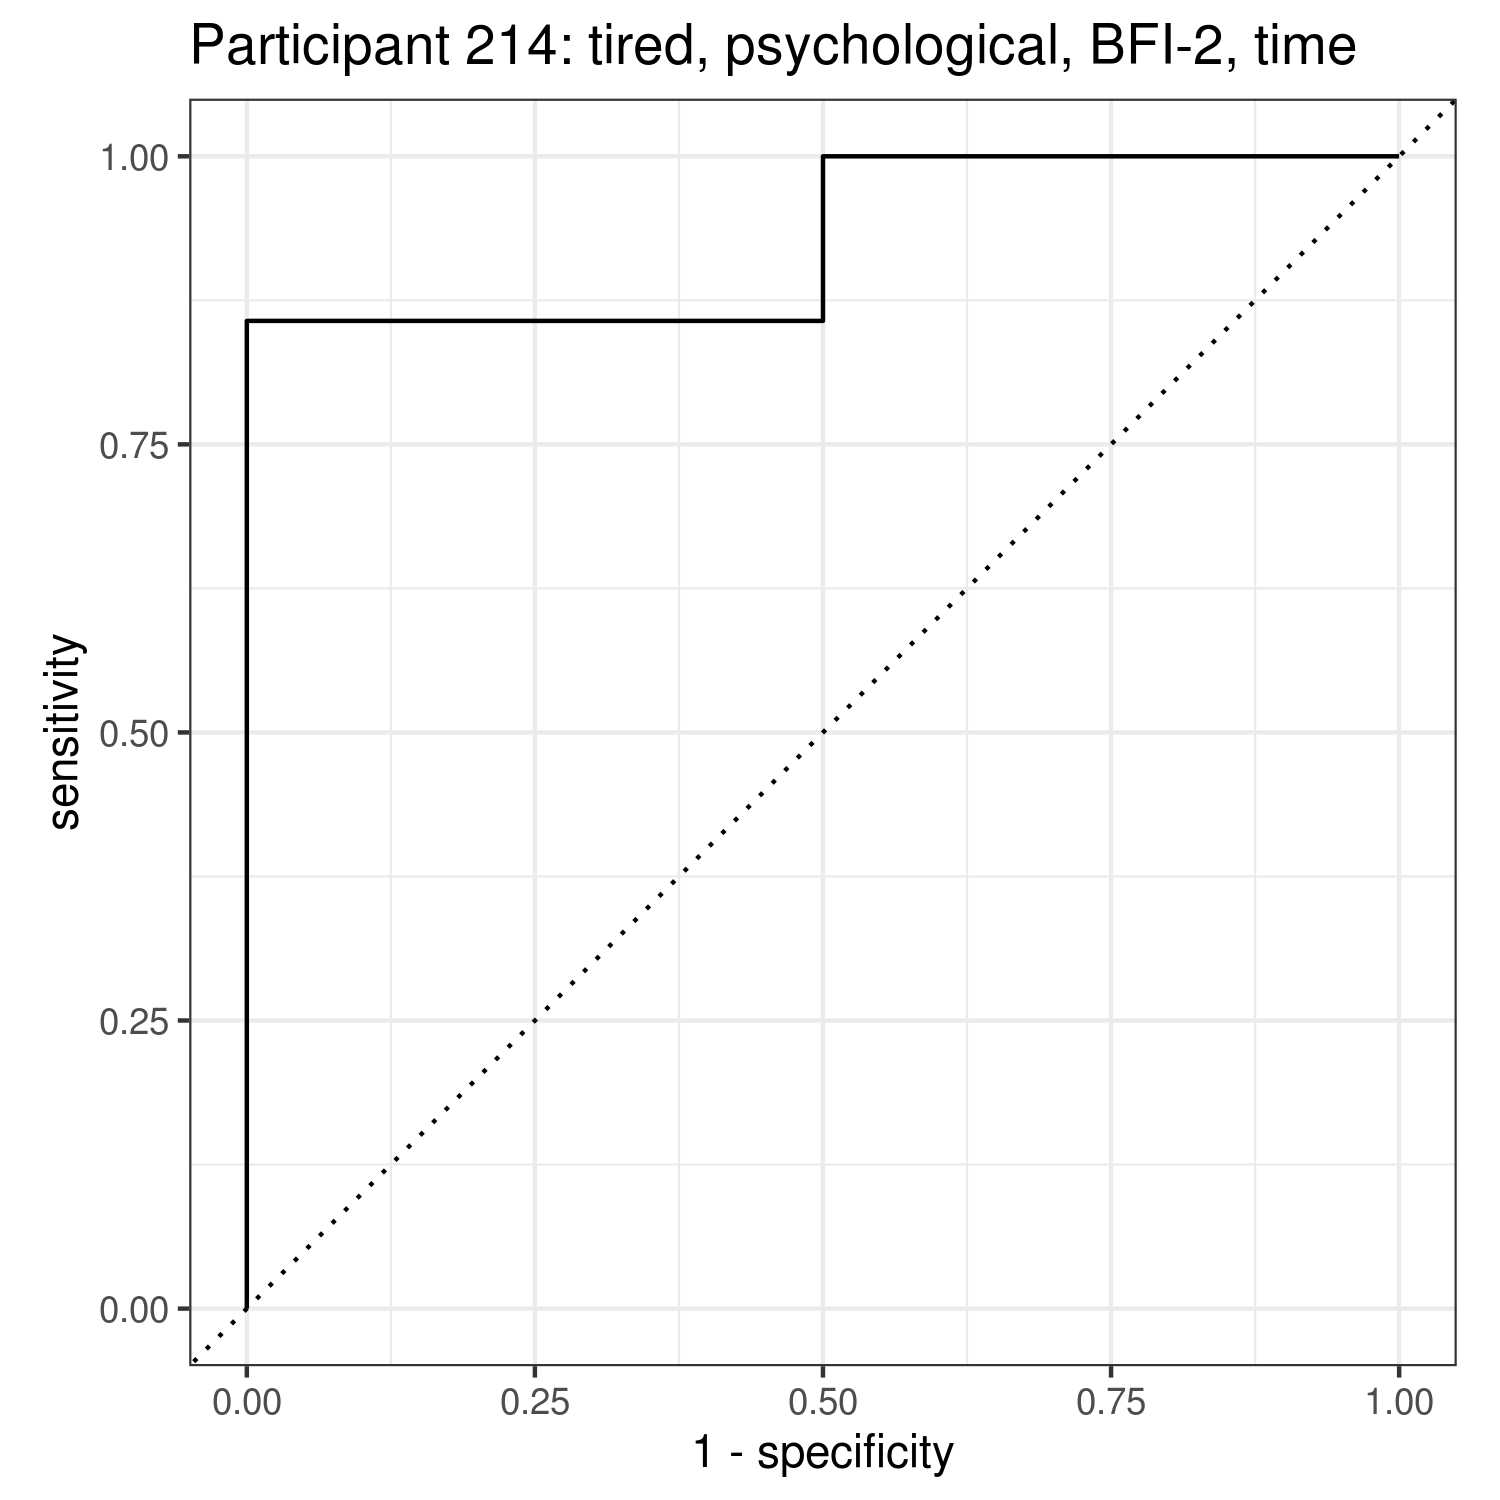 Participant 214: tired, psychological, BFI-2, time
1.00
0.75
0.50
0.25
0.00
sensitivity
0.00 0.25 0.50 0.75 1.00
1 - specificity